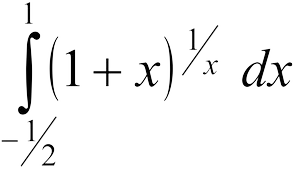 ∫_{-1/2}^{1} (1 + x)^{1/x} dx